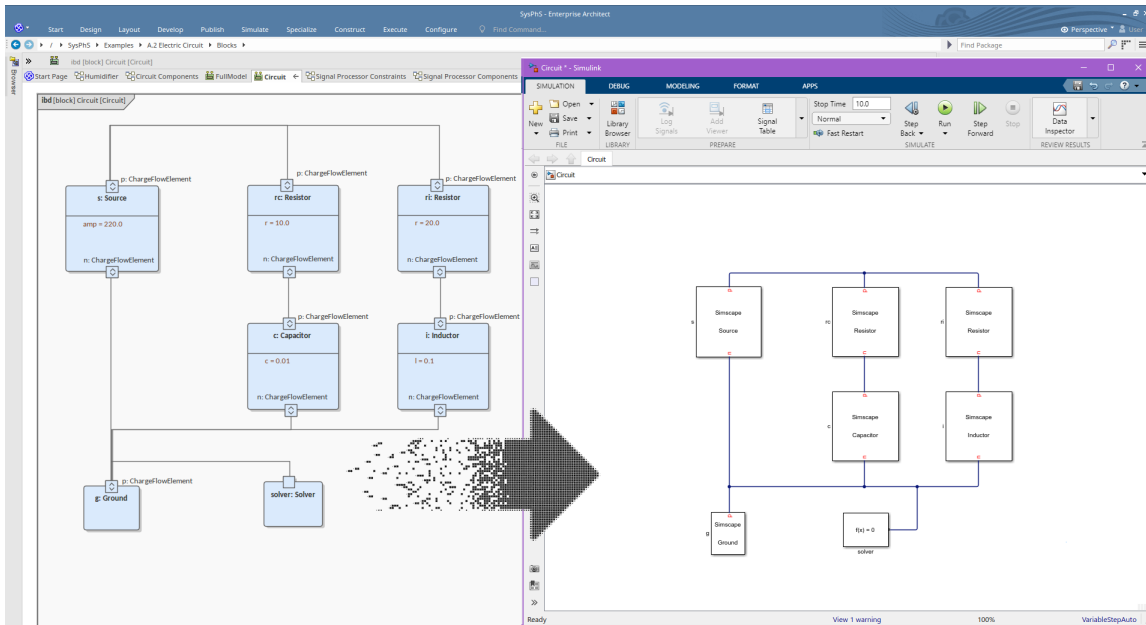 SysPhS - Enterprise Architect
Start Design Layout Develop Publish Simulate Specialize Construct Execute Configure Find Command... Perspective User
/ SysPhS Examples A.2 Electric Circuit Blocks Find Package
ibd [block] Circuit [Circuit]
Browser
Start Page Humidifier Circuit Components FullModel Circuit Signal Processor Constraints Signal Processor Components
ibd [block] Circuit [Circuit]
p: ChargeFlowElement
s: Source
amp = 220.0
n: ChargeFlowElement
p: ChargeFlowElement
rc: Resistor
r = 10.0
n: ChargeFlowElement
p: ChargeFlowElement
ri: Resistor
r = 20.0
n: ChargeFlowElement
p: ChargeFlowElement
c: Capacitor
c = 0.01
n: ChargeFlowElement
p: ChargeFlowElement
i: Inductor
l = 0.1
n: ChargeFlowElement
p: ChargeFlowElement
g: Ground
solver: Solver
Circuit * - Simulink
SIMULATION DEBUG MODELING FORMAT APPS
New
Open
Save
Print
FILE
Library
Browser
LIBRARY
Log
Signals
Add
Viewer
Signal
Table
PREPARE
Stop Time 10.0
Normal
Fast Restart
Step
Back
Run
Step
Forward
Stop
SIMULATE
Data
Inspector
REVIEW RESULTS
Circuit
Circuit
s
p
Simscape
Source
n
rc
p
Simscape
Resistor
n
ri
p
Simscape
Resistor
n
c
p
Simscape
Capacitor
n
i
p
Simscape
Inductor
n
g
p
Simscape
Ground
f(x) = 0
solver
Ready View 1 warning 100% VariableStepAuto